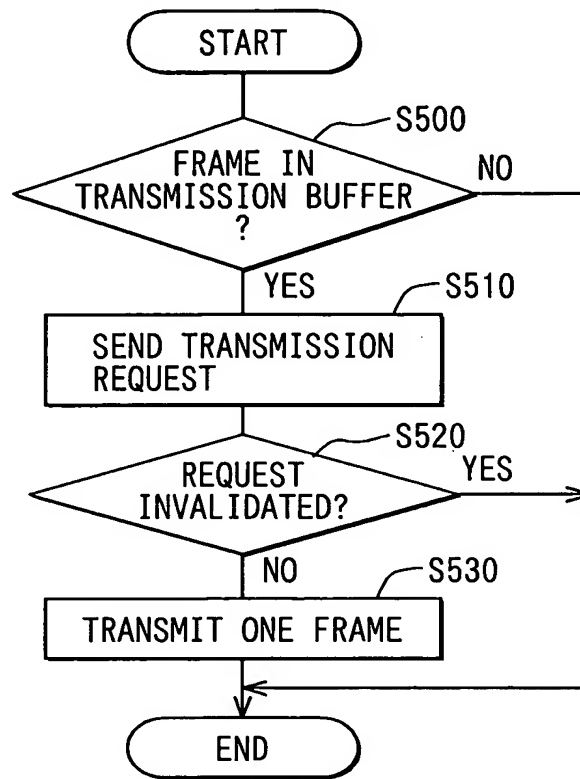 START
S500
FRAME IN
TRANSMISSION BUFFER
?
NO
YES
S510
SEND TRANSMISSION
REQUEST
S520
REQUEST
INVALIDATED?
YES
NO
S530
TRANSMIT ONE FRAME
END